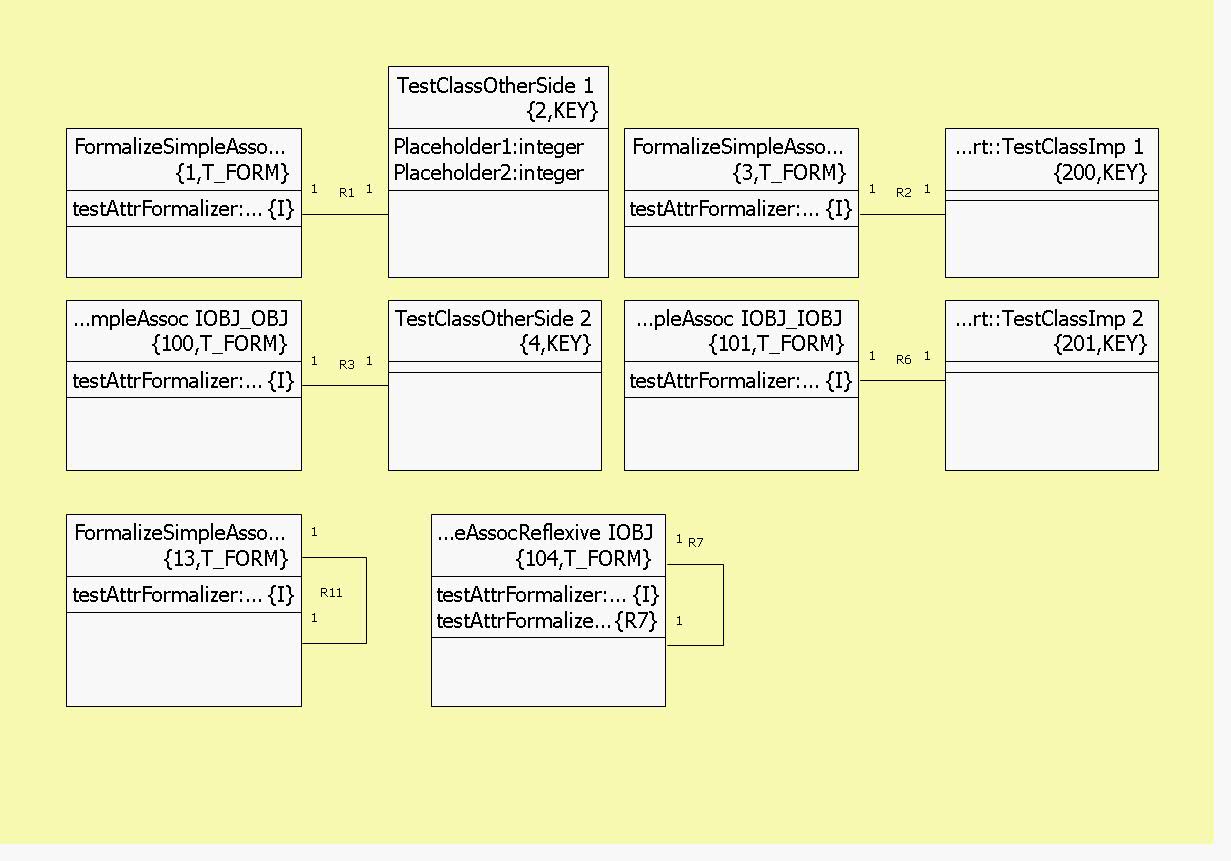 TestClassOtherSide 1
{2,KEY}
Placeholder1:integer
Placeholder2:integer
FormalizeSimpleAsso...
{1,T_FORM}
testAttrFormalizer:... {I}
1 R1 1
FormalizeSimpleAsso...
{3,T_FORM}
testAttrFormalizer:... {I}
1 R2 1
...rt::TestClassImp 1
{200,KEY}
...mpleAssoc IOBJ_OBJ
{100,T_FORM}
testAttrFormalizer:... {I}
1 R3 1
TestClassOtherSide 2
{4,KEY}
...pleAssoc IOBJ_IOBJ
{101,T_FORM}
testAttrFormalizer:... {I}
1 R6 1
...rt::TestClassImp 2
{201,KEY}
FormalizeSimpleAsso...
{13,T_FORM}
testAttrFormalizer:... {I}
1
R11
1
...eAssocReflexive IOBJ
{104,T_FORM}
testAttrFormalizer:... {I}
testAttrFormalize...{R7}
1 R7
1